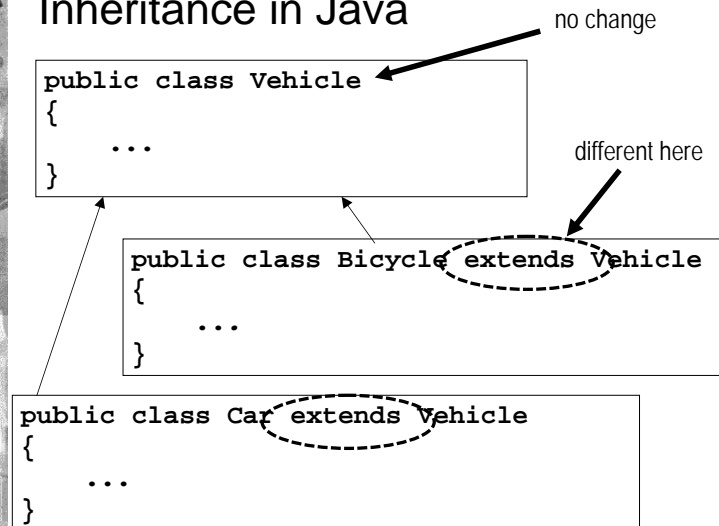 Inheritance in Java
no change
public class Vehicle
{
...
}
different here
public class Bicycle extends Vehicle
{
...
}
public class Car extends Vehicle
{
...
}